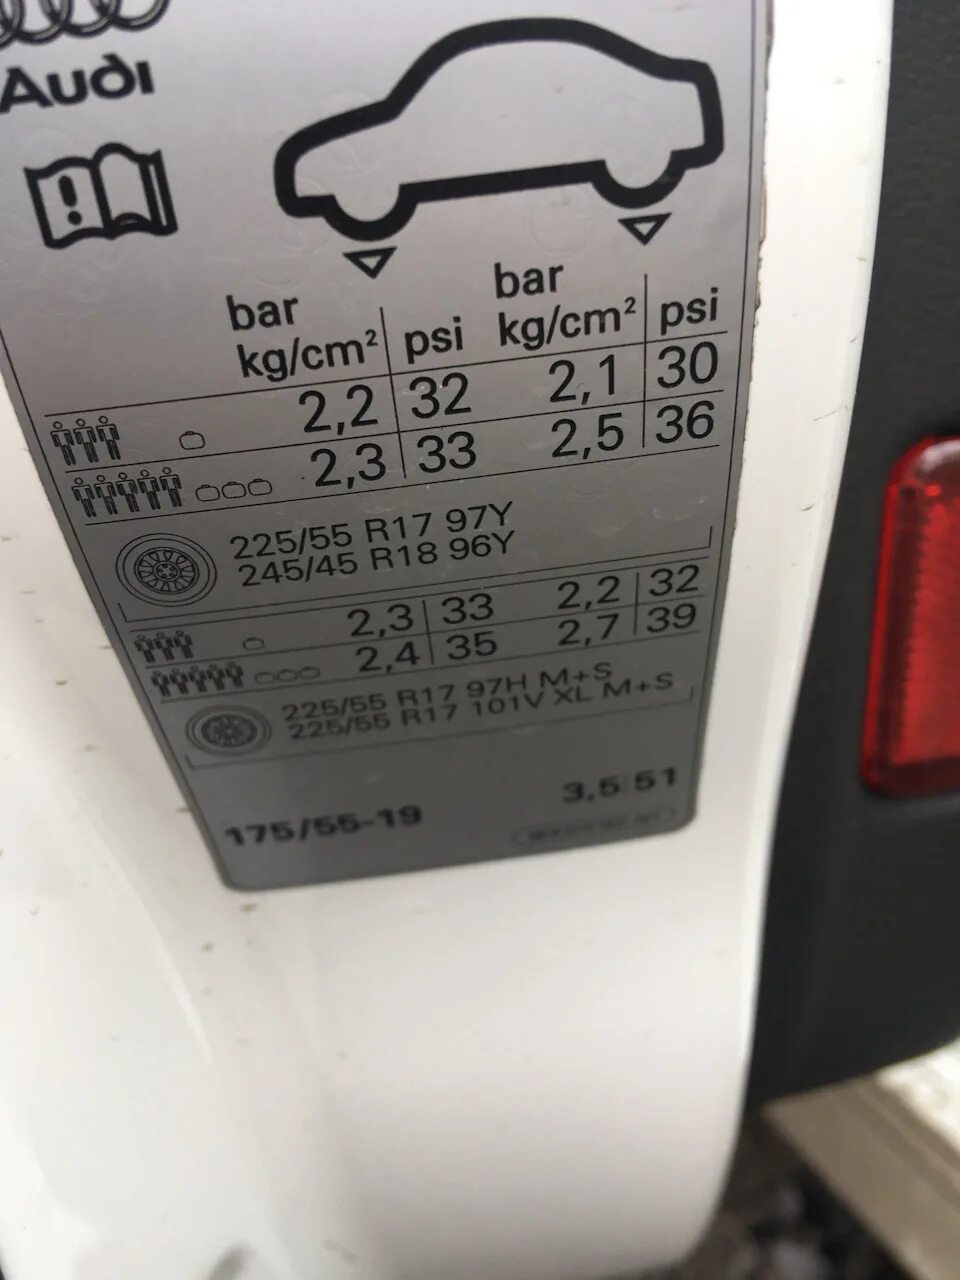 Audi
bar psi bar psi
kg/cm² kg/cm²
2,2 32 2,1 30
2,3 33 2,5 36
225/55 R17 97Y
245/45 R18 96Y
2,3 33 2,2 32
2,4 35 2,7 39
225/55 R17 97H M+S
225/55 R17 101V XL M+S
175/55-19 3,5 51